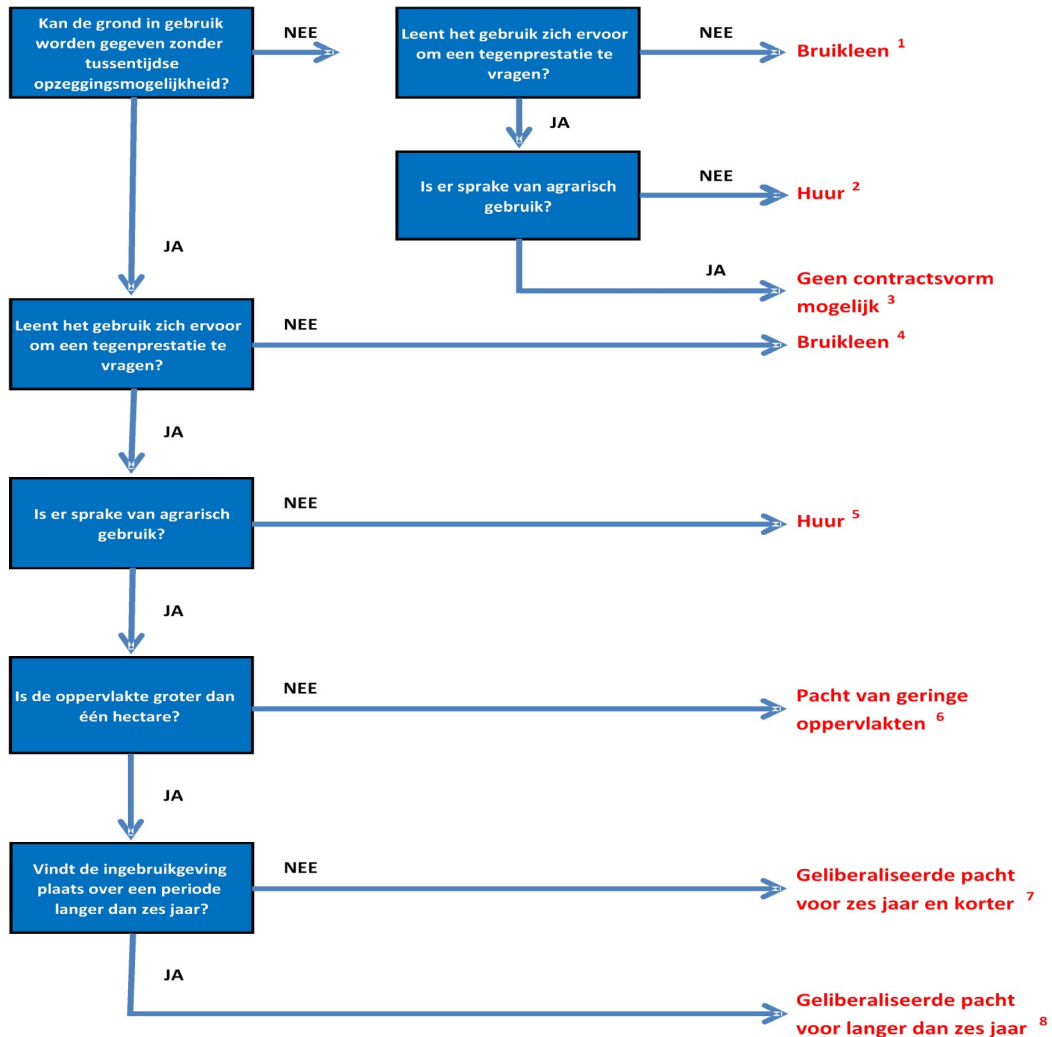 Kan de grond in gebruik
worden gegeven zonder
tussentijdse
opzeggingsmogelijkheid?
NEE
Leent het gebruik zich ervoor
om een tegenprestatie te
vragen?
NEE
Bruikleen 1
JA
Is er sprake van agrarisch
gebruik?
NEE
Huur 2
JA
Geen contractsvorm
mogelijk 3
JA
Leent het gebruik zich ervoor
om een tegenprestatie te
vragen?
NEE
Bruikleen 4
JA
Is er sprake van agrarisch
gebruik?
NEE
Huur 5
JA
Is de oppervlakte groter dan
één hectare?
NEE
Pacht van geringe
oppervlakten 6
JA
Vindt de ingebruikgeving
plaats over een periode
langer dan zes jaar?
NEE
Geliberaliseerde pacht
voor zes jaar en korter 7
JA
Geliberaliseerde pacht
voor langer dan zes jaar 8